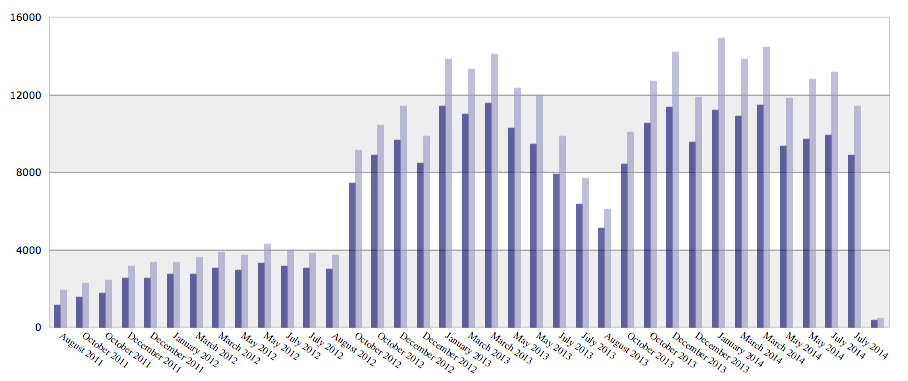 16000
12000
8000
4000
0
August 2011
October 2011
October 2011
December 2011
December 2011
January 2012
March 2012
March 2012
May 2012
May 2012
July 2012
July 2012
August 2012
October 2012
October 2012
December 2012
December 2012
January 2013
March 2013
March 2013
May 2013
May 2013
July 2013
July 2013
August 2013
October 2013
October 2013
December 2013
December 2013
January 2014
March 2014
March 2014
May 2014
May 2014
July 2014
July 2014